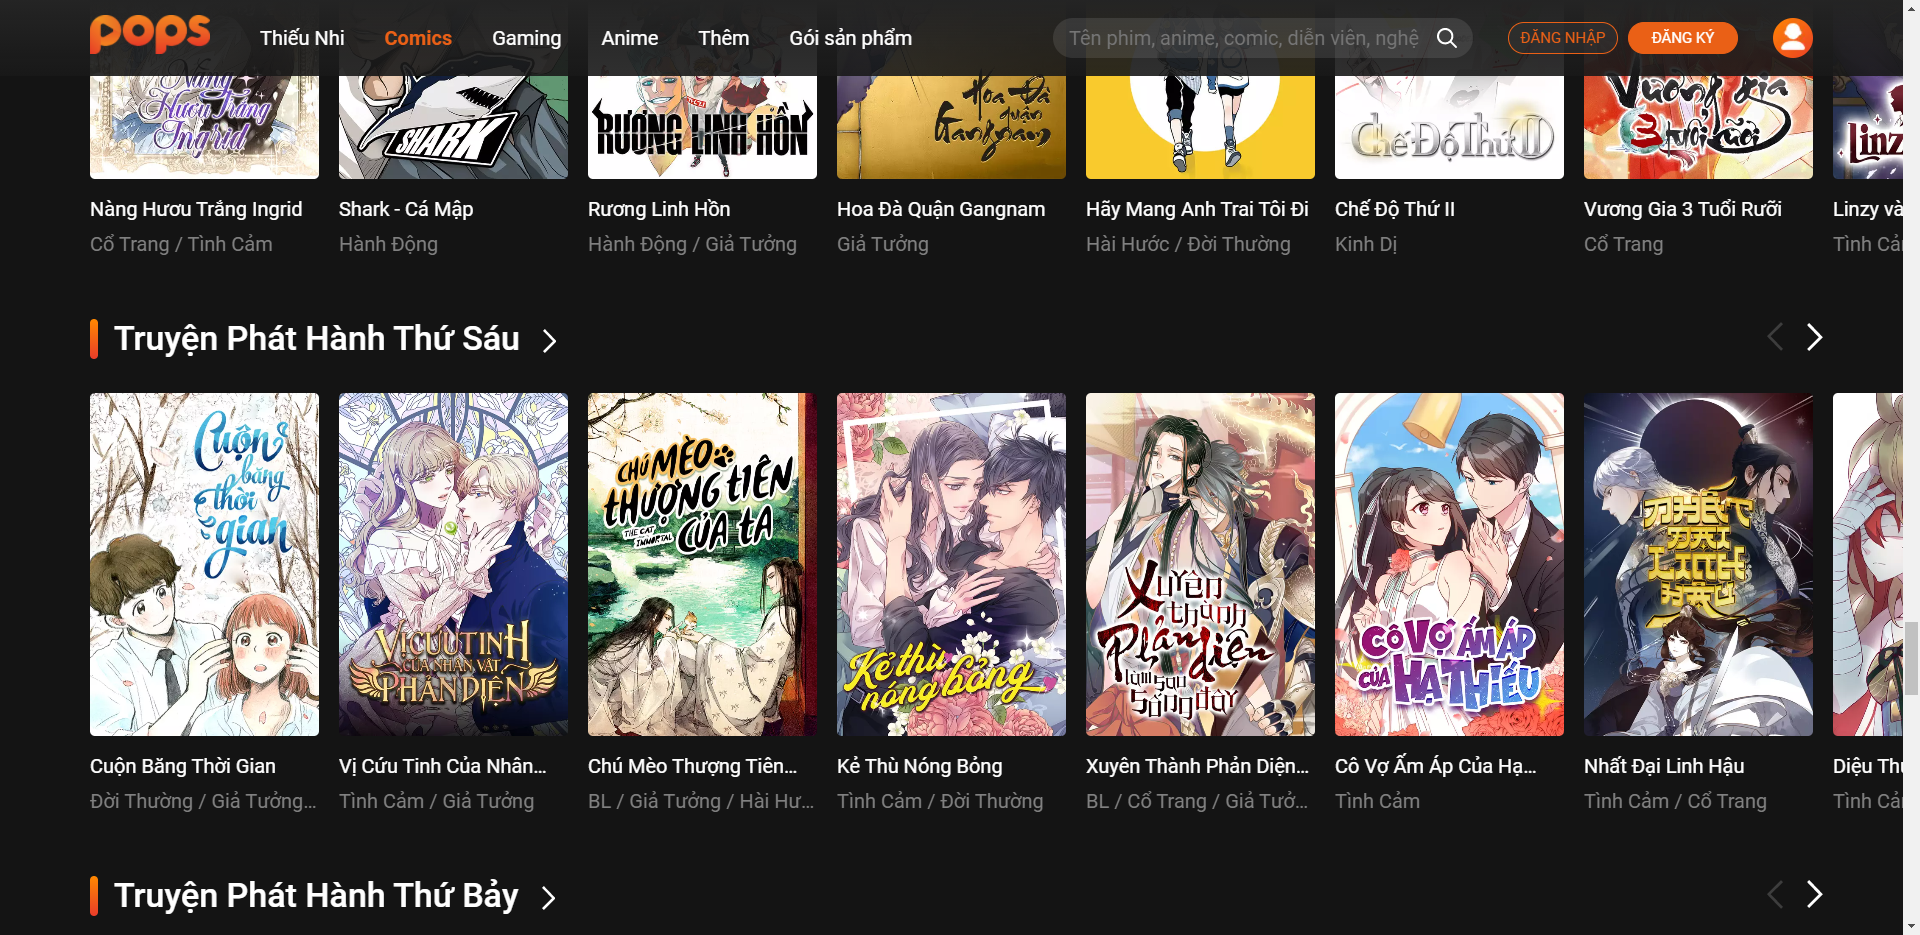 POPS
Thiếu Nhi
Comics
Gaming
Anime
Thêm
Gói sản phẩm
Tên phim, anime, comic, diễn viên, nghệ
ĐĂNG NHẬP
ĐĂNG KÝ
Nàng
Hươu Trắng
Ingrid
SHARK
RƯƠNG LINH HỒN
Hoa Đà
quận
Gangnam
Chế Độ Thứ II
Vương gia
3 tuổi rưỡi
Linz
Nàng Hươu Trắng Ingrid
Shark - Cá Mập
Rương Linh Hồn
Hoa Đà Quận Gangnam
Hãy Mang Anh Trai Tôi Đi
Chế Độ Thứ II
Vương Gia 3 Tuổi Rưỡi
Linzy và
Cổ Trang / Tình Cảm
Hành Động
Hành Động / Giả Tưởng
Giả Tưởng
Hài Hước / Đời Thường
Kinh Dị
Cổ Trang
Tình Cả
Truyện Phát Hành Thứ Sáu
Cuộn
băng
thời
gian
VỊ CỨU TINH
CỦA NHÂN VẬT
PHẢN DIỆN
CHÚ MÈO
THƯỢNG TIÊN
THE CAT
IMMORTAL
CỦA TA
Kẻ thù
nóng bỏng
Xuyên
thành
Phản diện
làm sao
sống đây
CÔ VỢ ẤM ÁP
CỦA HẠ THIẾU
NHẤT
ĐẠI
LINH
HẬU
Cuộn Băng Thời Gian
Vị Cứu Tinh Của Nhân...
Chú Mèo Thượng Tiên...
Kẻ Thù Nóng Bỏng
Xuyên Thành Phản Diện...
Cô Vợ Ấm Áp Của Hạ...
Nhất Đại Linh Hậu
Diệu Thủ
Đời Thường / Giả Tưởng...
Tình Cảm / Giả Tưởng
BL / Giả Tưởng / Hài Hư...
Tình Cảm / Đời Thường
BL / Cổ Trang / Giả Tưở...
Tình Cảm
Tình Cảm / Cổ Trang
Tình Cả
Truyện Phát Hành Thứ Bảy